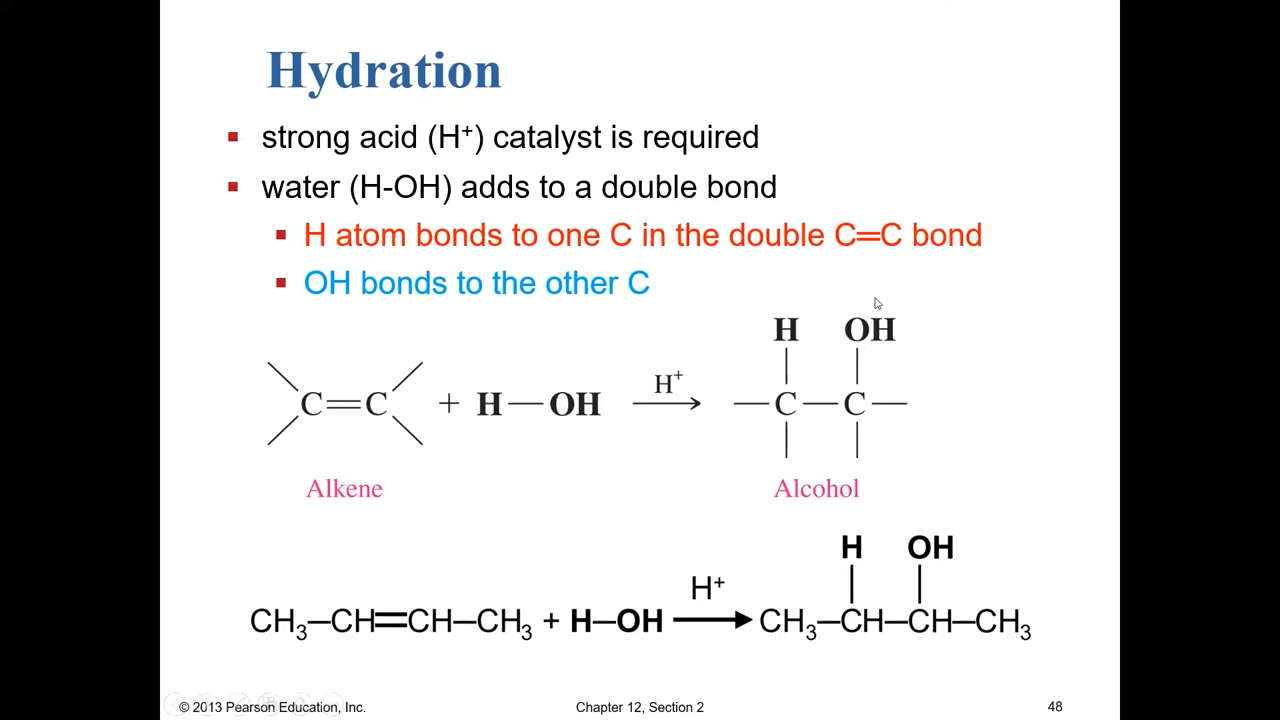 Hydration
strong acid (H⁺) catalyst is required
water (H-OH) adds to a double bond
H atom bonds to one C in the double C═C bond
OH bonds to the other C
H OH
C═C + H—OH H⁺ —C—C—
Alkene Alcohol
H OH
H⁺
CH₃─CH═CH─CH₃ + H─OH CH₃─CH─CH─CH₃
© 2013 Pearson Education, Inc. Chapter 12, Section 2 48